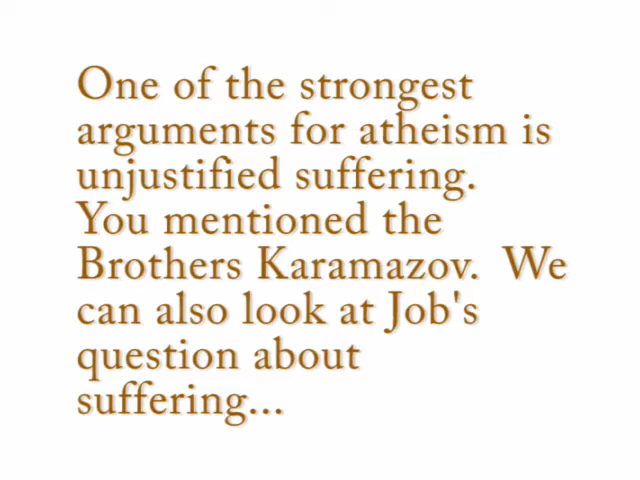 One of the strongest
arguments for atheism is
unjustified suffering.
You mentioned the
Brothers Karamazov.  We
can also look at Job's
question about
suffering...